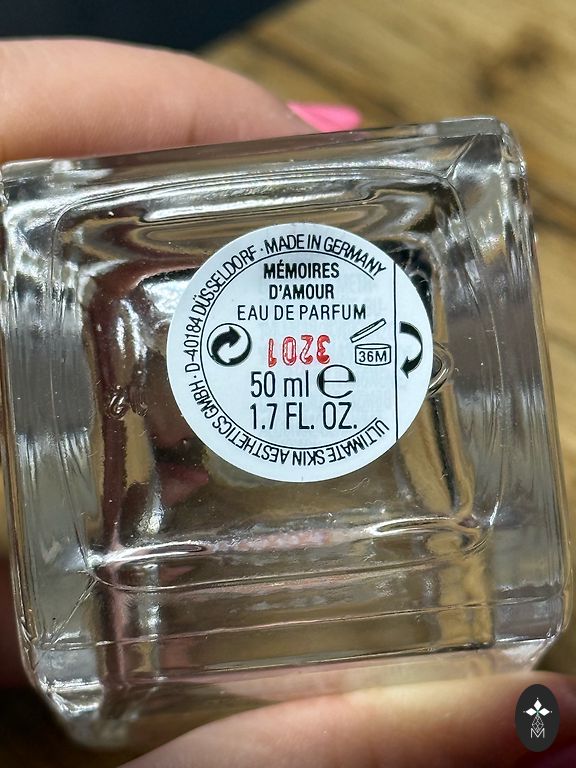 ULTIMATE SKIN AESTHETICS GMBH · D-40184 DÜSSELDORF · MADE IN GERMANY
MÉMOIRES
D'AMOUR
EAU DE PARFUM
3201
36M
50 ml ℮
1.7 FL. OZ.